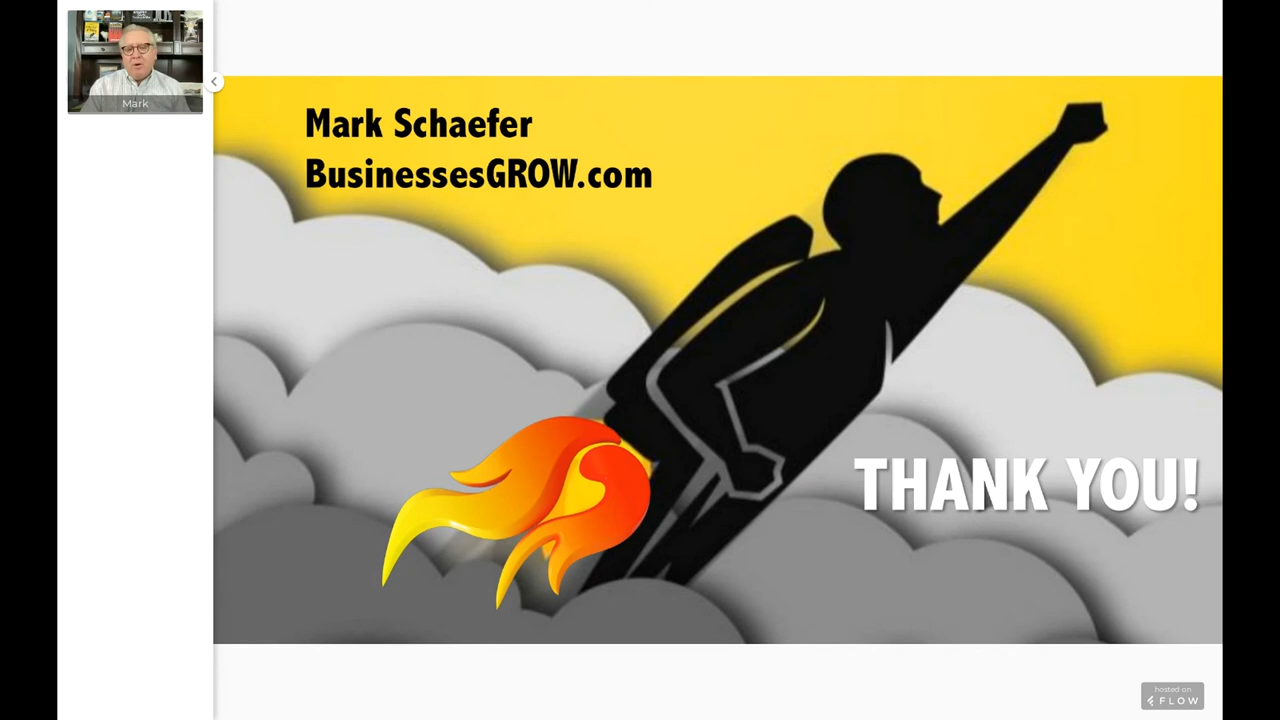 Mark
Mark Schaefer
BusinessesGROW.com
THANK YOU!
hosted on
FLOW